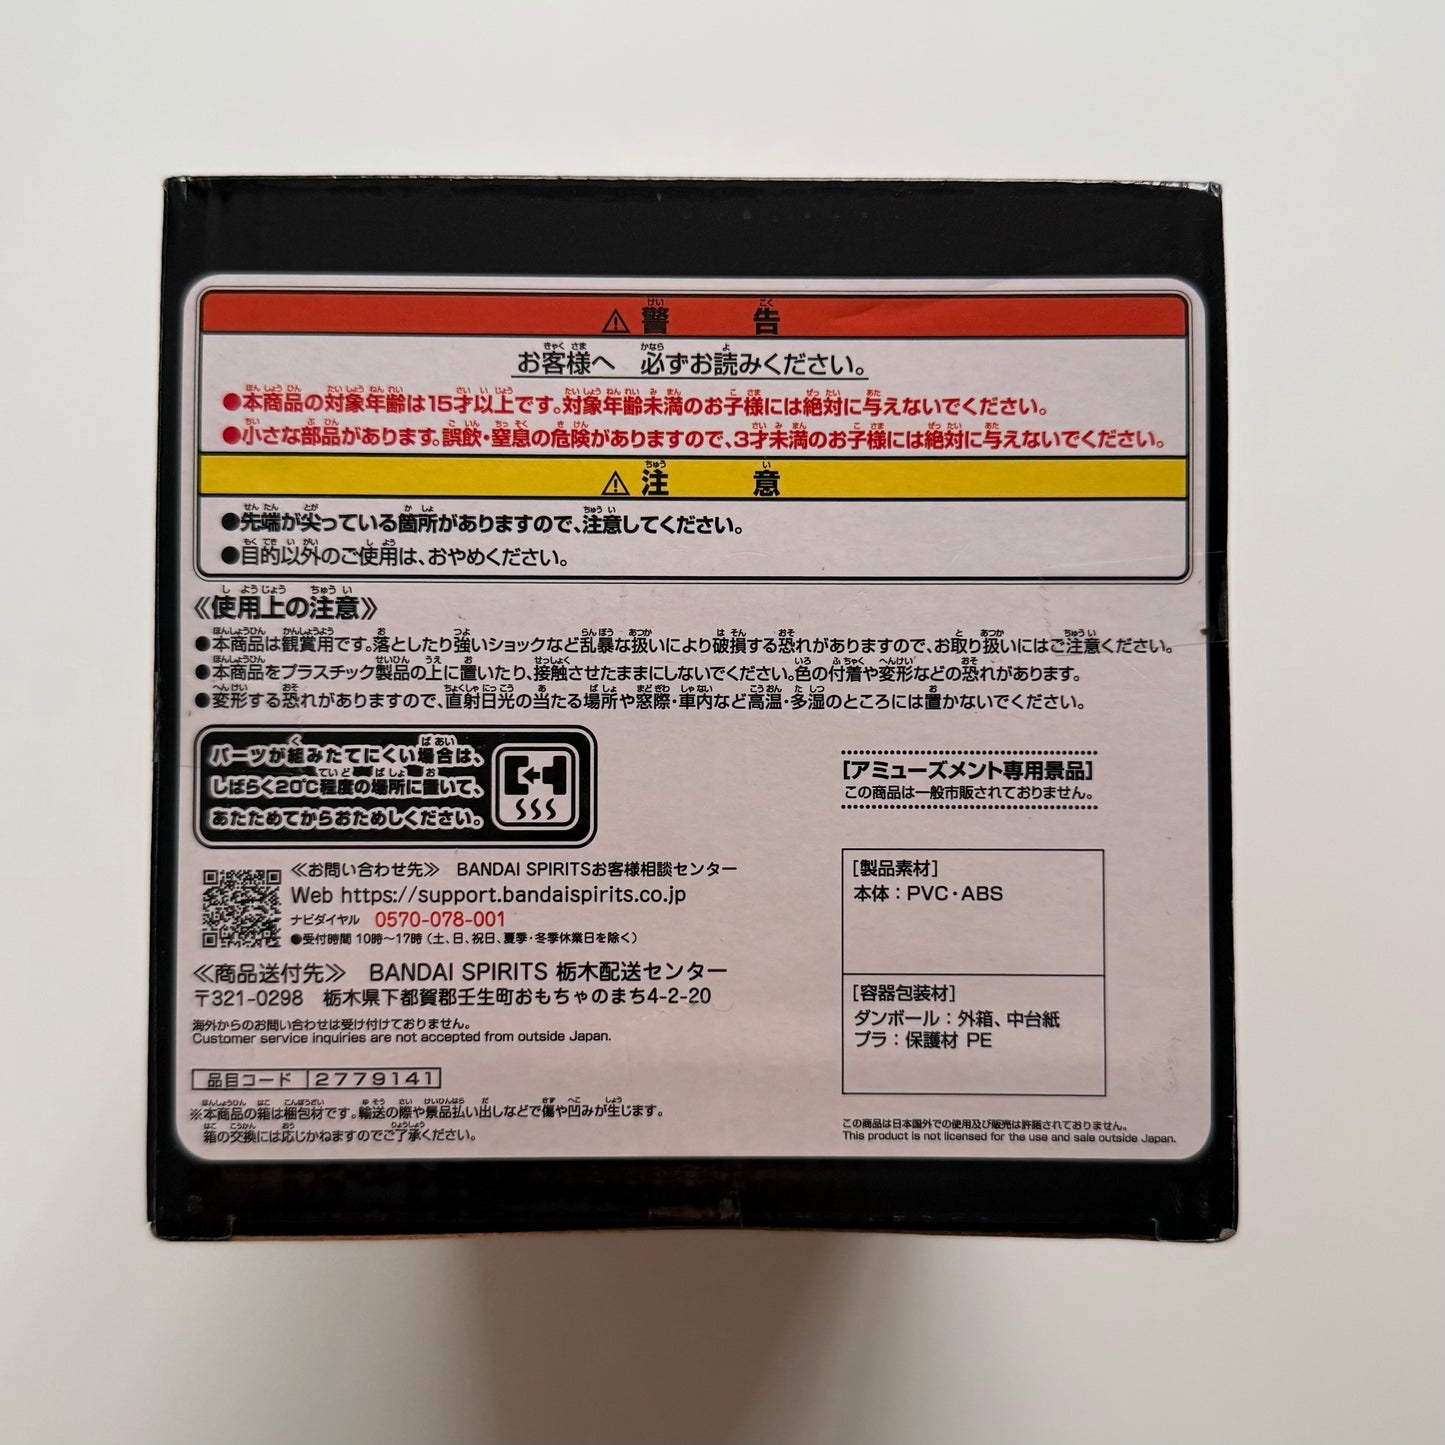 ⚠警告
お客様へ 必ずお読みください。
●本商品の対象年齢は15才以上です。対象年齢未満のお子様には絶対に与えないでください。
●小さな部品があります。誤飲・窒息の危険がありますので、3才未満のお子様には絶対に与えないでください。
⚠注意
●先端が尖っている箇所がありますので、注意してください。
●目的以外のご使用は、おやめください。
《使用上の注意》
●本商品は観賞用です。落としたり強いショックなど乱暴な扱いにより破損する恐れがありますので、お取り扱いにはご注意ください。
●本商品をプラスチック製品の上に置いたり、接触させたままにしないでください。色の付着や変形などの恐れがあります。
●変形する恐れがありますので、直射日光の当たる場所や窓際・車内など高温・多湿のところには置かないでください。
パーツが組みたてにくい場合は、
しばらく20℃程度の場所に置いて、
あたためてからおためしください。
[アミューズメント専用景品]
この商品は一般市販されておりません。
≪お問い合わせ先≫ BANDAI SPIRITSお客様相談センター
Web https://support.bandaispirits.co.jp
ナビダイヤル 0570-078-001
●受付時間 10時〜17時（土、日、祝日、夏季・冬季休業日を除く）
≪商品送付先≫ BANDAI SPIRITS 栃木配送センター
〒321-0298 栃木県下都賀郡壬生町おもちゃのまち4-2-20
海外からのお問い合わせは受け付けておりません。
Customer service inquiries are not accepted from outside Japan.
品目コード 2779141
※本商品の箱は梱包材です。輸送の際や景品払い出しなどで傷や凹みが生じます。
箱の交換には応じかねますのでご了承ください。
[製品素材]
本体：PVC・ABS
[容器包装材]
ダンボール：外箱、中台紙
プラ：保護材 PE
この商品は日本国外での使用及び販売は許諾されておりません。
This product is not licensed for the use and sale outside Japan.